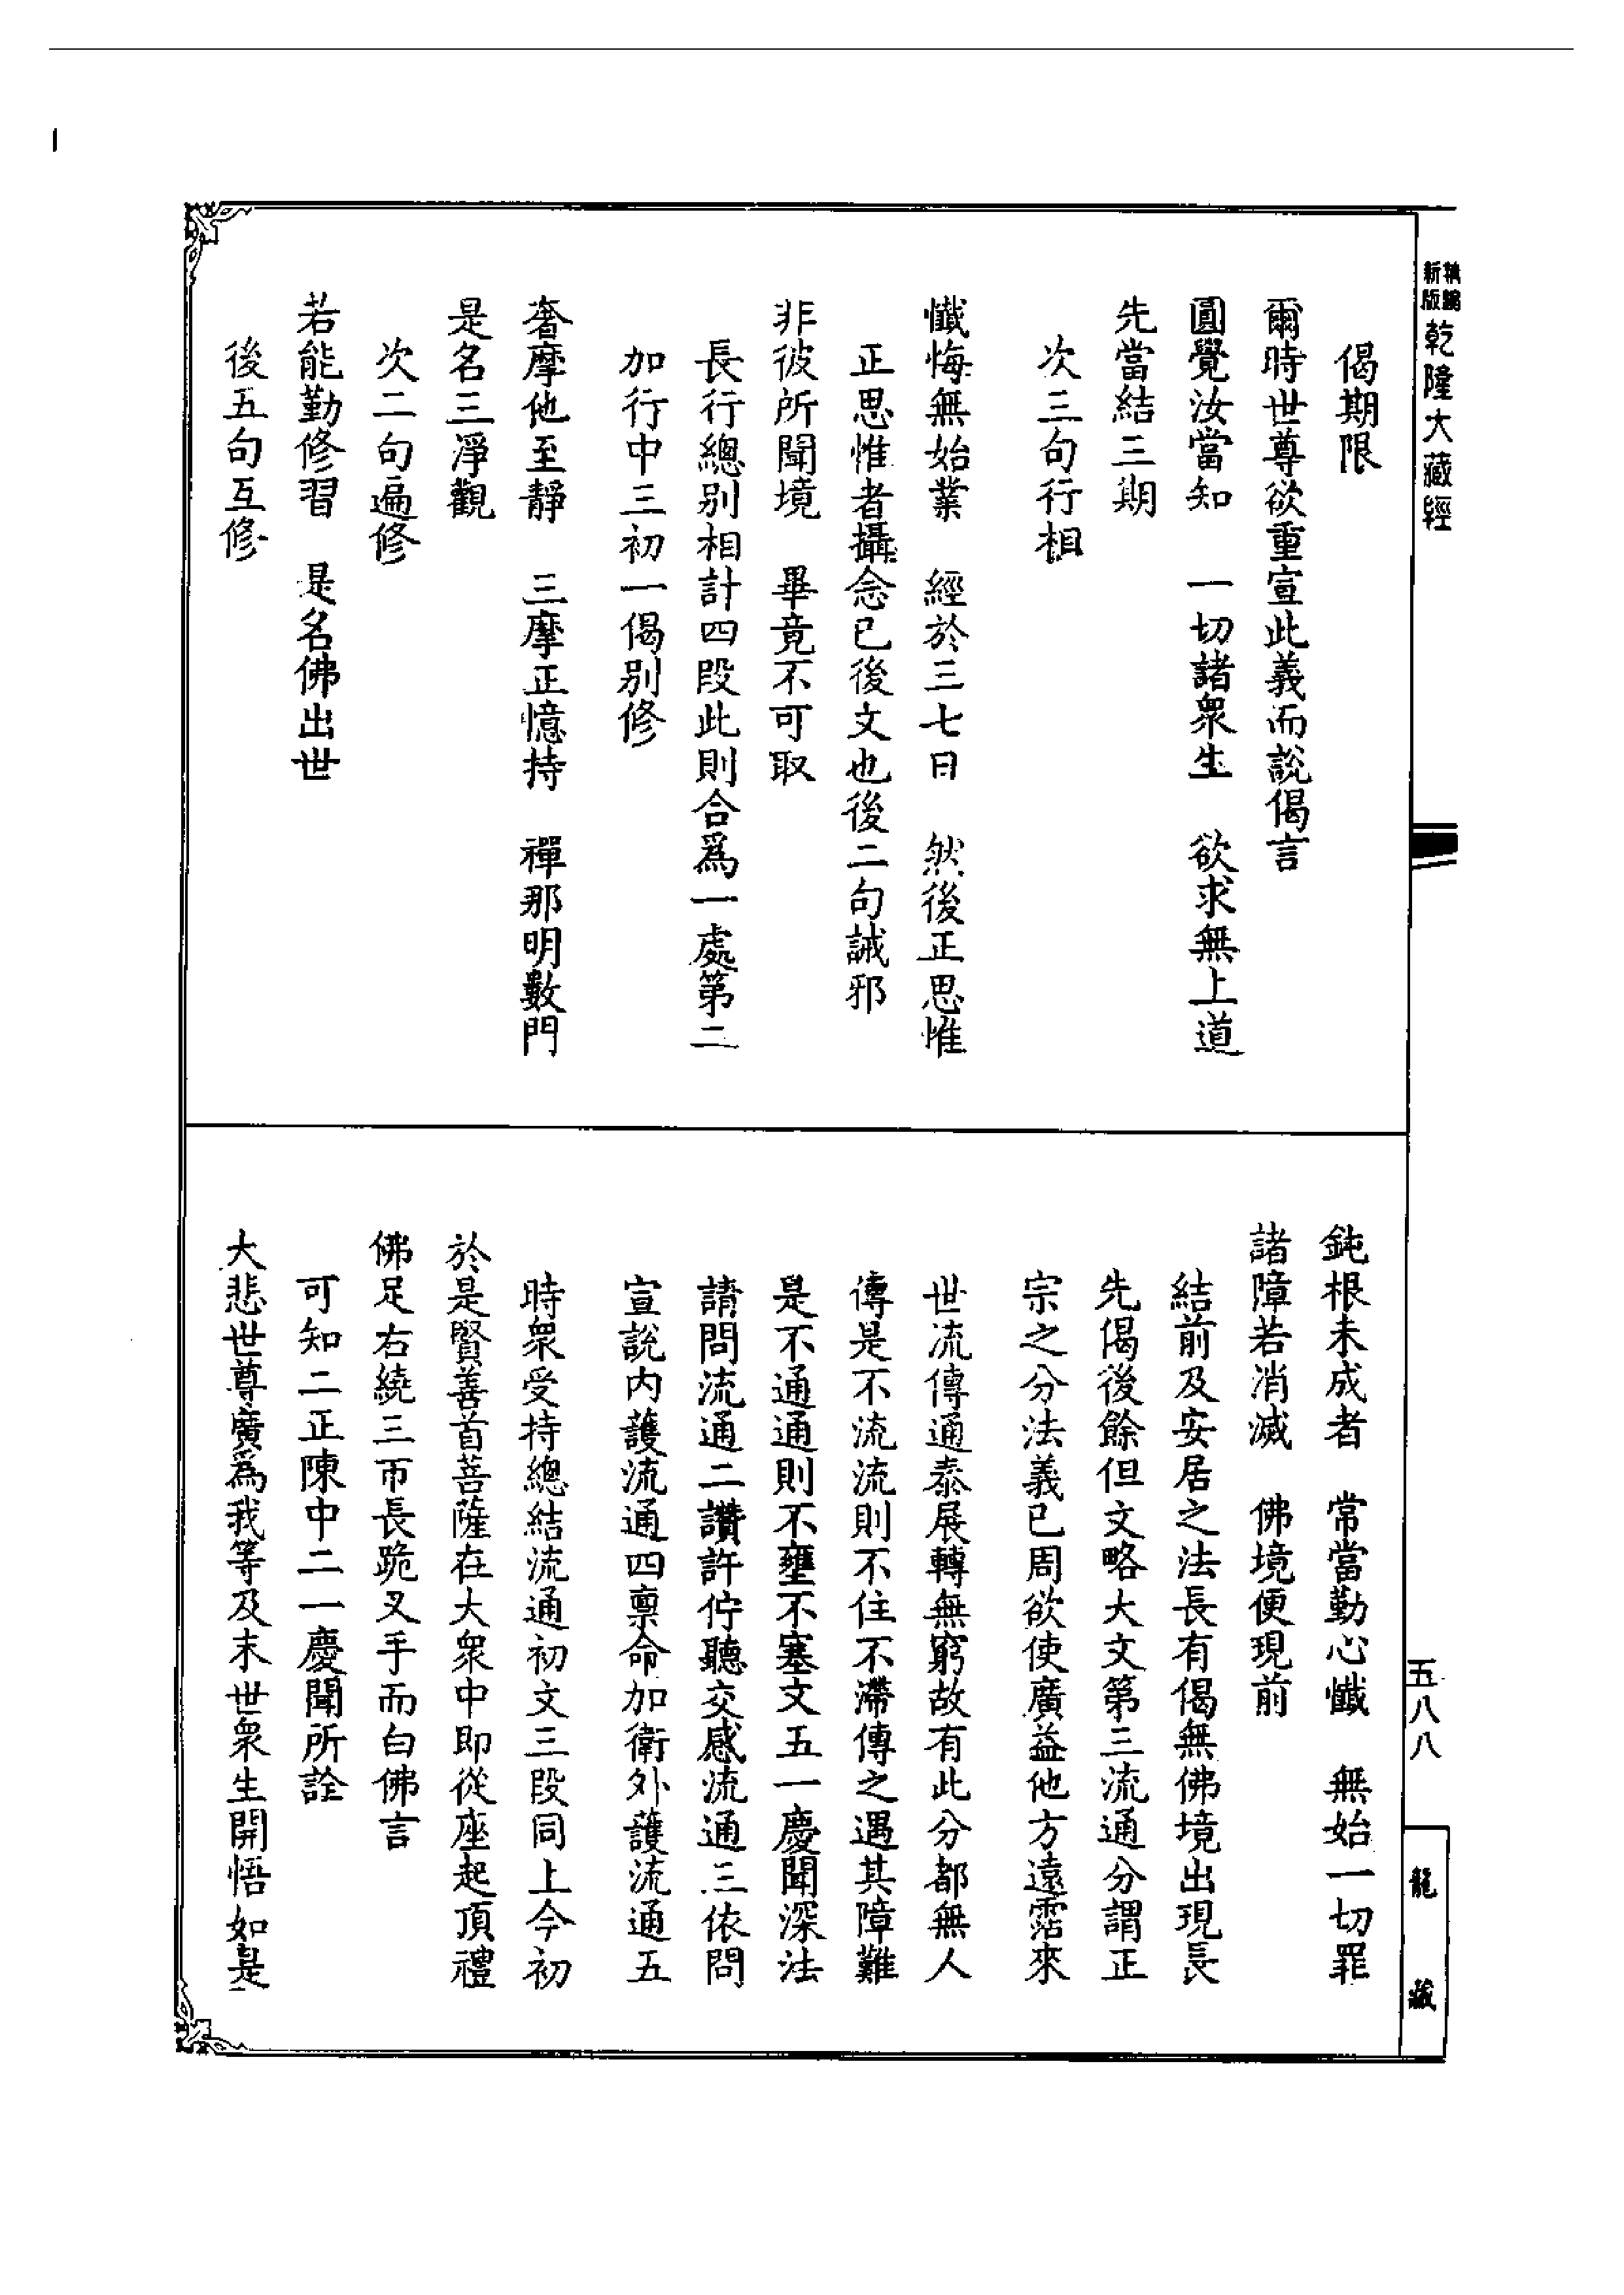 新版 精編 乾隆大藏經
偈期限
爾時世尊欲重宣此義而說偈言
圓覺汝當知　一切諸衆生　欲求無上道
先當結三期
次三句行相
懺悔無始業　經於三七日　然後正思惟
正思惟者攝念已後文也後二句誡邪
非彼所聞境　畢竟不可取
長行總別相計四段此則合爲一處第二
加行中三初一偈別修
奢摩他至靜　三摩正憶持　禪那明數門
是名三淨觀
次二句遍修
若能勤修習　是名佛出世
後五句互修
鈍根未成者　常當勤心懺　無始一切罪
諸障若消滅　佛境便現前
結前及安居之法長有偈無佛境出現長
先偈後餘但文略大文第三流通分謂正
宗之分法義已周欲使廣益他方遠霑來
世流傳通泰展轉無窮故有此分都無人
傳是不流流則不住不滯傳之遇其障難
是不通通則不壅不塞文五一慶聞深法
請問流通二讚許佇聽交感流通三依問
宣說內護流通四禀命加衛外護流通五
時衆受持總結流通初文三段同上今初
於是賢善首菩薩在大衆中即從座起頂禮
佛足右繞三帀長跪叉手而白佛言
可知二正陳中二一慶聞所詮
大悲世尊廣爲我等及末世衆生開悟如是
五八八
龍藏